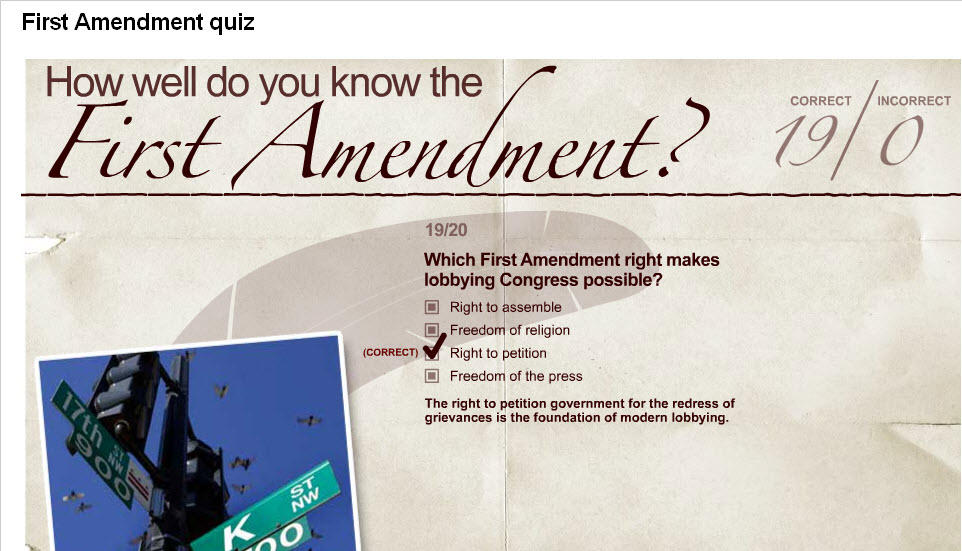 First Amendment quiz
How well do you know the
First Amendment?
CORRECT
INCORRECT
19/0
19/20
Which First Amendment right makes
lobbying Congress possible?
Right to assemble
Freedom of religion
(CORRECT)
Right to petition
Freedom of the press
The right to petition government for the redress of
grievances is the foundation of modern lobbying.
17th ST NW
900
K ST NW